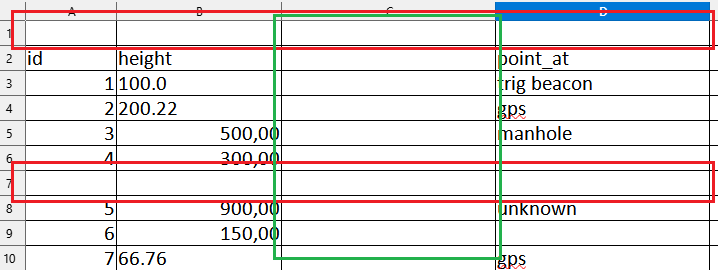 A B C D
1
2 id height point_at
3 1 100.0 trig beacon
4 2 200.22 gps
5 3 500,00 manhole
6 4 300,00
7
8 5 900,00 unknown
9 6 150,00
10 7 66.76 gps